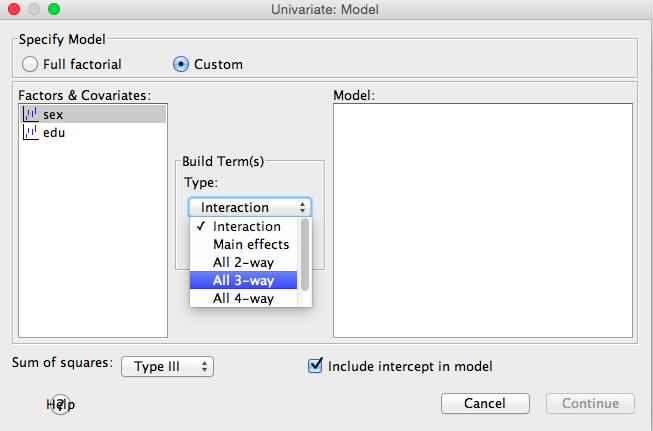 Univariate: Model
Specify Model
Full factorial
Custom
Factors & Covariates:
sex
edu
Build Term(s)
Type:
Interaction
Interaction
Main effects
All 2-way
All 3-way
All 4-way
Model:
Sum of squares:
Type III
Include intercept in model
Help
?
Cancel
Continue